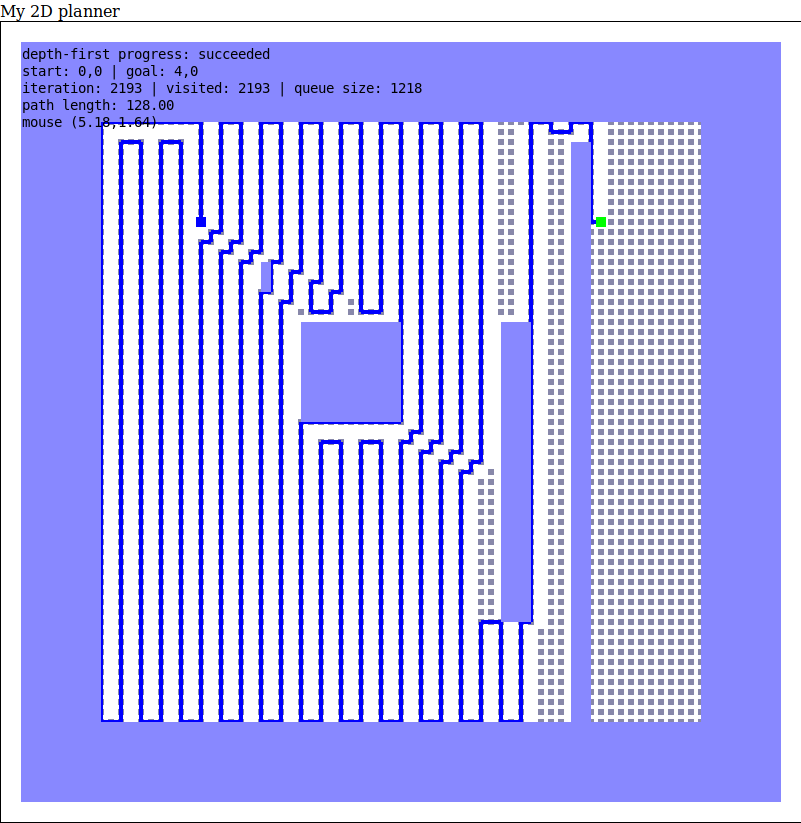 My 2D planner
depth-first progress: succeeded
start: 0,0 | goal: 4,0
iteration: 2193 | visited: 2193 | queue size: 1218
path length: 128.00
mouse (5.18,1.64)